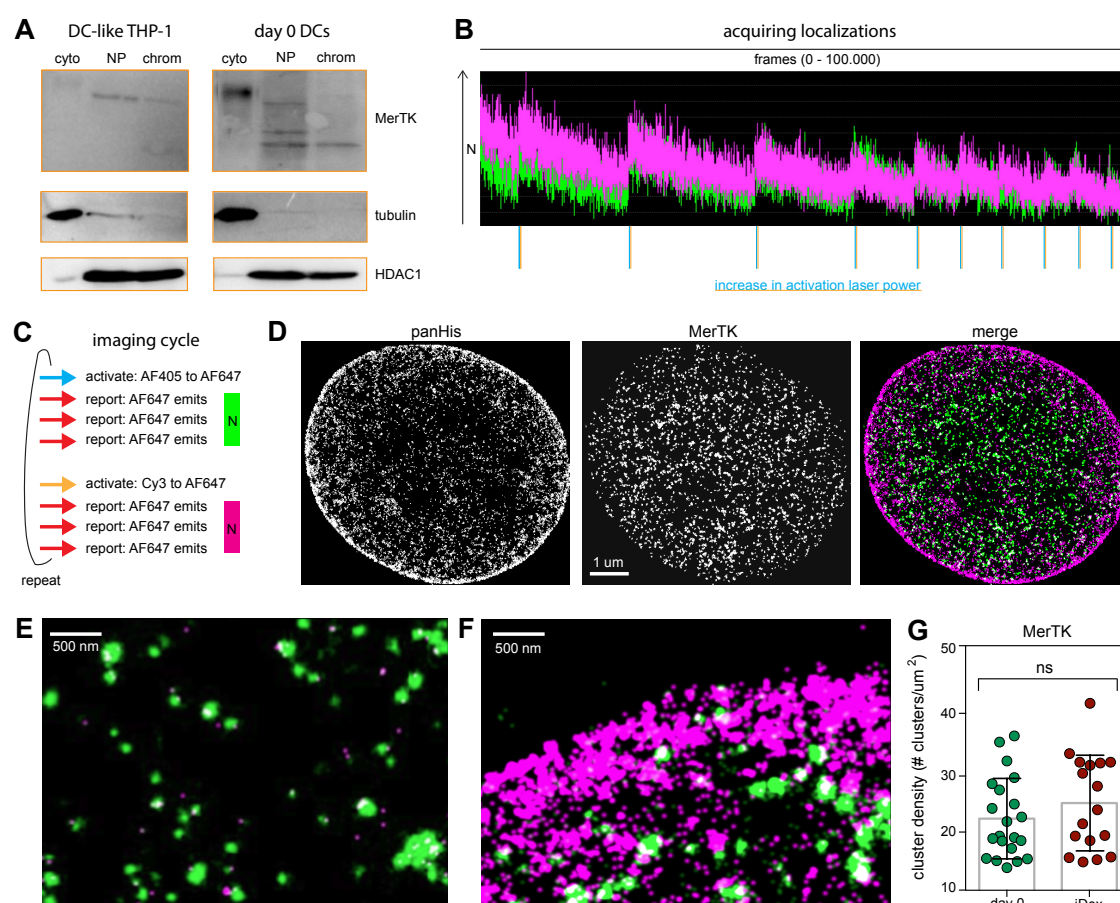 A
DC-like THP-1
day 0 DCs
cyto NP chrom
cyto NP chrom
MerTK
tubulin
HDAC1
B
acquiring localizations
frames (0 - 100.000)
N
increase in activation laser power
C
imaging cycle
activate: AF405 to AF647
report: AF647 emits
report: AF647 emits
report: AF647 emits
N
activate: Cy3 to AF647
report: AF647 emits
report: AF647 emits
report: AF647 emits
N
repeat
D
panHis
MerTK
merge
1 um
E
500 nm
F
500 nm
G
MerTK
cluster density (# clusters/um²)
50
40
30
20
10
ns
day 0
iDex